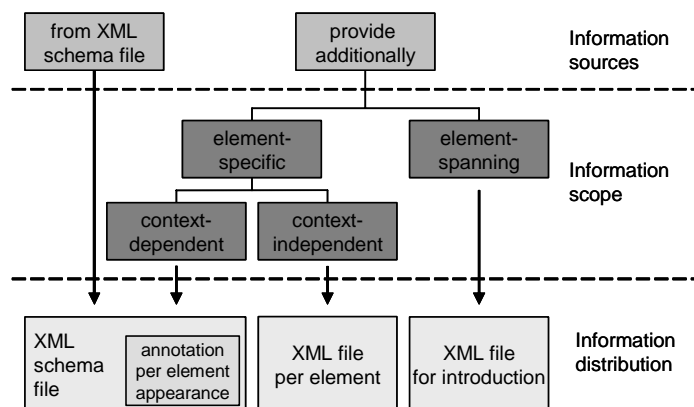 from XML
schema file
provide
additionally
Information
sources
element-
specific
element-
spanning
Information
scope
context-
dependent
context-
independent
XML
schema
file
annotation
per element
appearance
XML file
per element
XML file
for introduction
Information
distribution